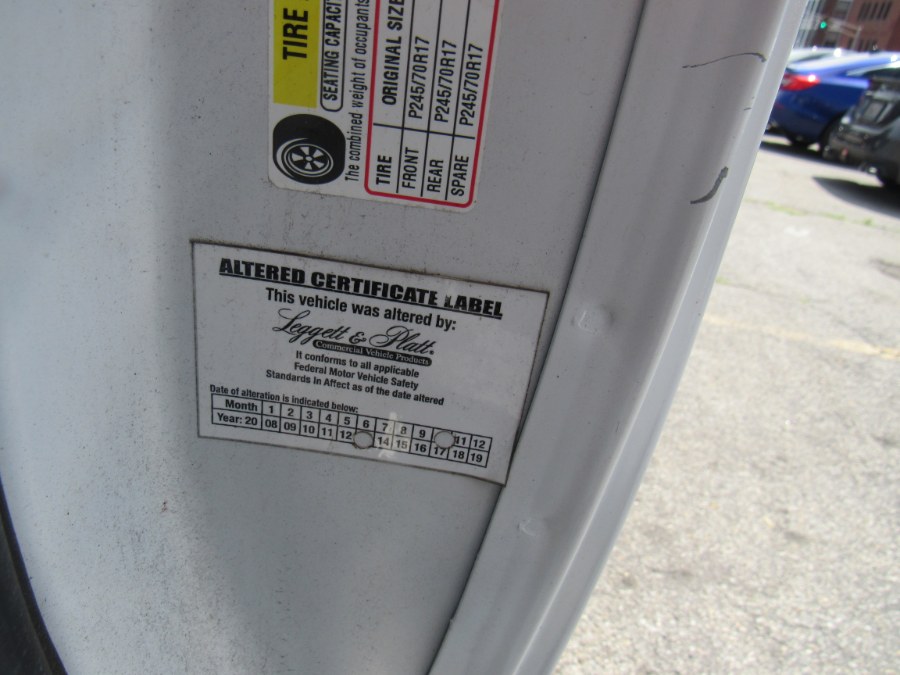 TIRE
SEATING CAPACI
The combined weight of occupants
TIRE ORIGINAL SIZE
FRONT P245/70R17
REAR P245/70R17
SPARE P245/70R17
ALTERED CERTIFICATE LABEL
This vehicle was altered by:
Leggett & Platt
Commercial Vehicle Products
It conforms to all applicable
Federal Motor Vehicle Safety
Standards In Affect as of the date altered
Date of alteration is indicated below:
Month 1 2 3 4 5 6 7 8 9 11 12
Year: 20 08 09 10 11 12 14 15 16 17 18 19